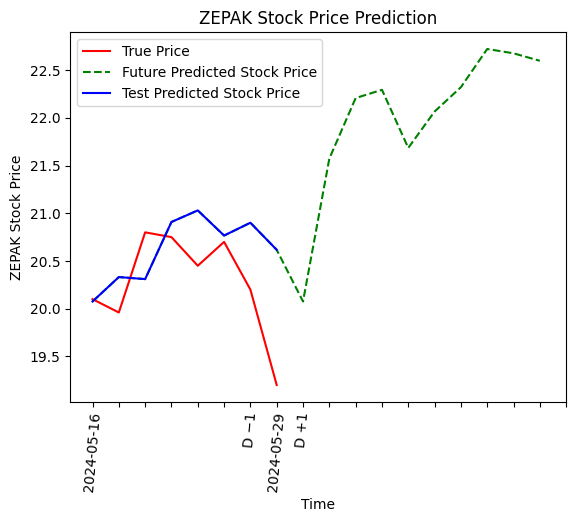 ZEPAK Stock Price Prediction
True Price
Future Predicted Stock Price
Test Predicted Stock Price
ZEPAK Stock Price
22.5
22.0
21.5
21.0
20.5
20.0
19.5
2024-05-16
D −1
2024-05-29
D +1
Time